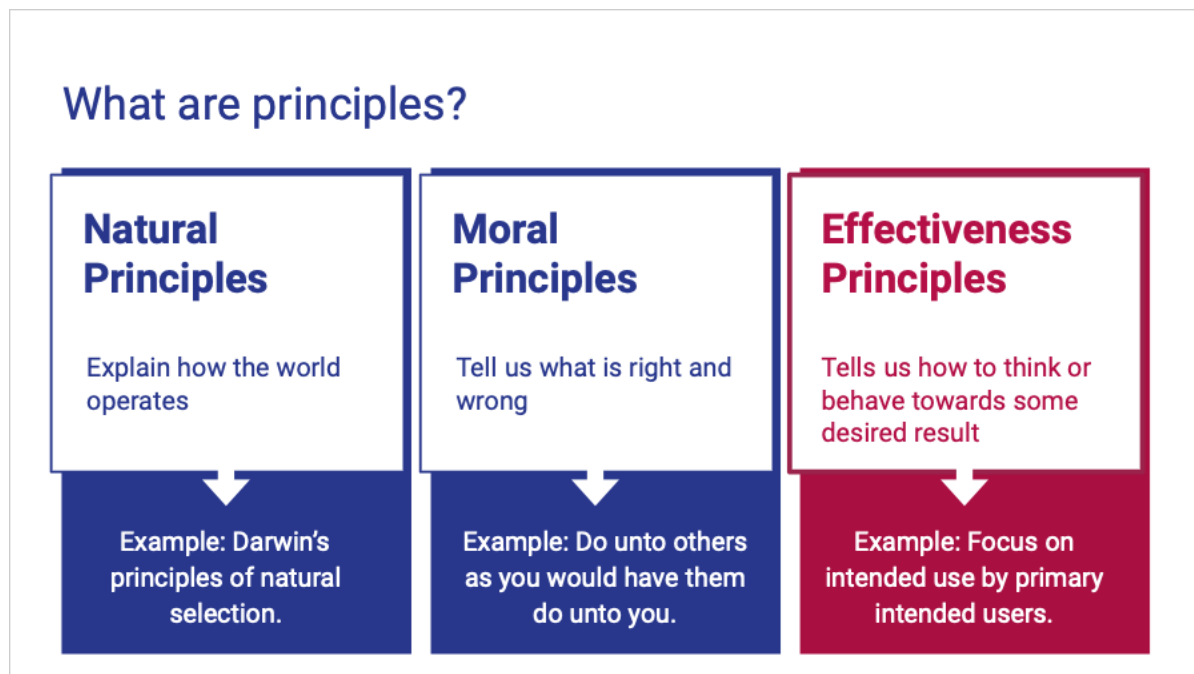 What are principles?
Natural
Principles
Explain how the world
operates
Example: Darwin’s
principles of natural
selection.
Moral
Principles
Tell us what is right and
wrong
Example: Do unto others
as you would have them
do unto you.
Effectiveness
Principles
Tells us how to think or
behave towards some
desired result
Example: Focus on
intended use by primary
intended users.